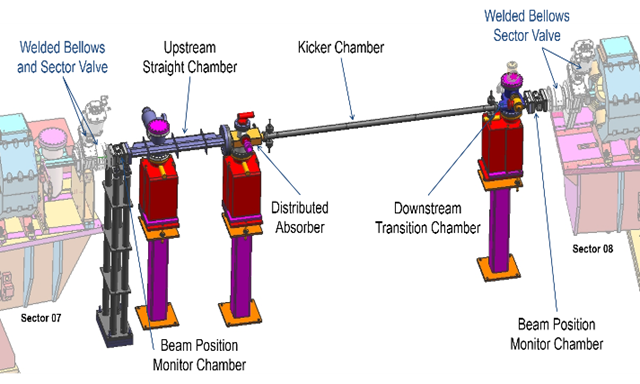 Welded Bellows
and Sector Valve
Upstream
Straight Chamber
Kicker Chamber
Welded Bellows
Sector Valve
Distributed
Absorber
Downstream
Transition Chamber
Sector 08
Sector 07
Beam Position
Monitor Chamber
Beam Position
Monitor Chamber